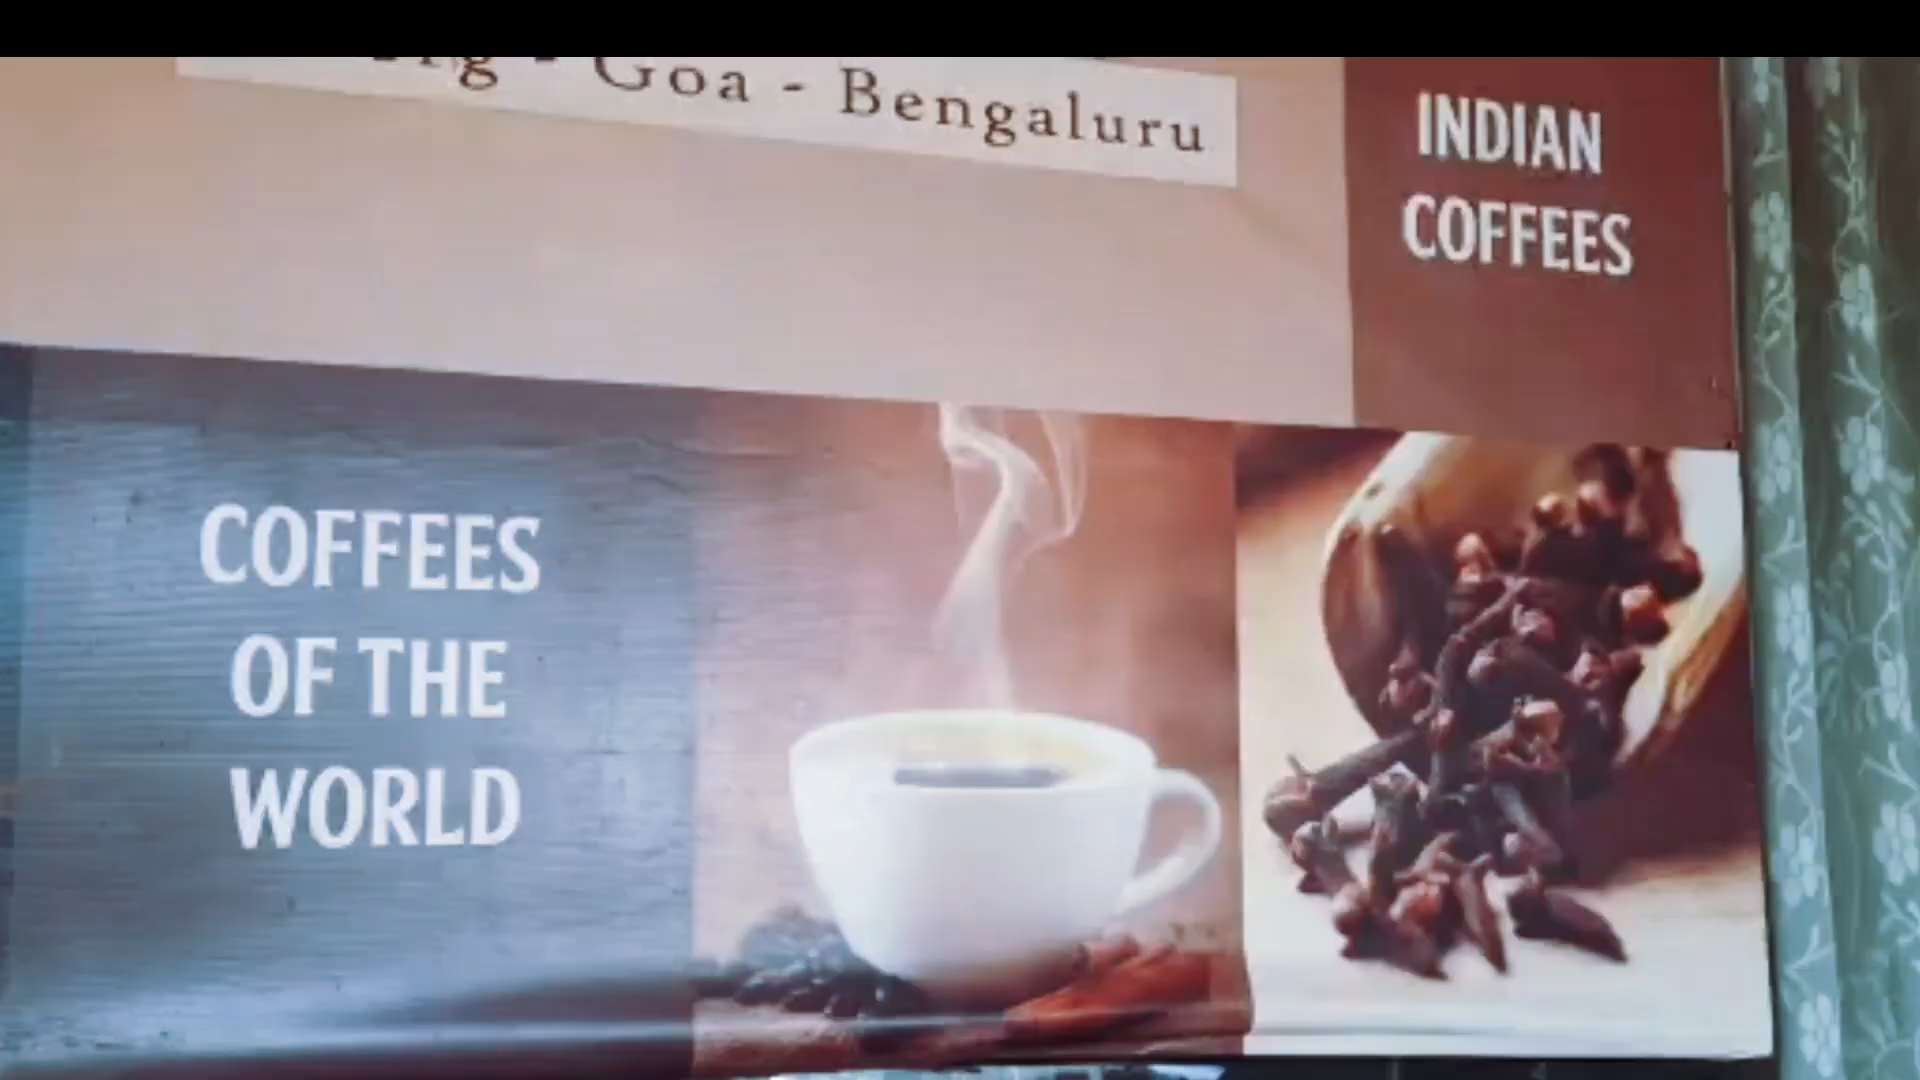 - Goa - Bengaluru
INDIAN
COFFEES
COFFEES
OF THE
WORLD